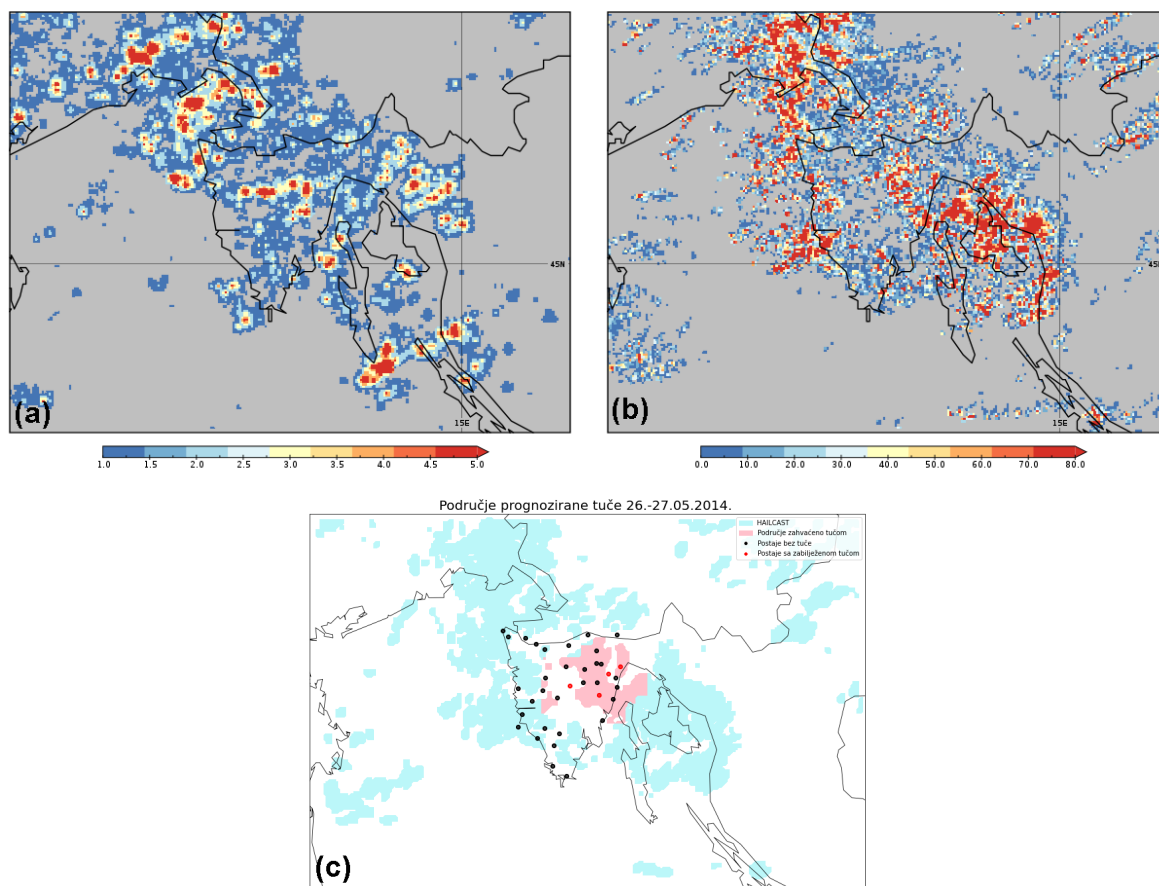 45N
15E
(a)
1.0 1.5 2.0 2.5 3.0 3.5 4.0 4.5 5.0
45N
15E
(b)
0.0 10.0 20.0 30.0 40.0 50.0 60.0 70.0 80.0
Područje prognozirane tuče 26.-27.05.2014.
HAILCAST
Područje zahvaćeno tučom
Postaje bez tuče
Postaje sa zabilježenom tučom
(c)